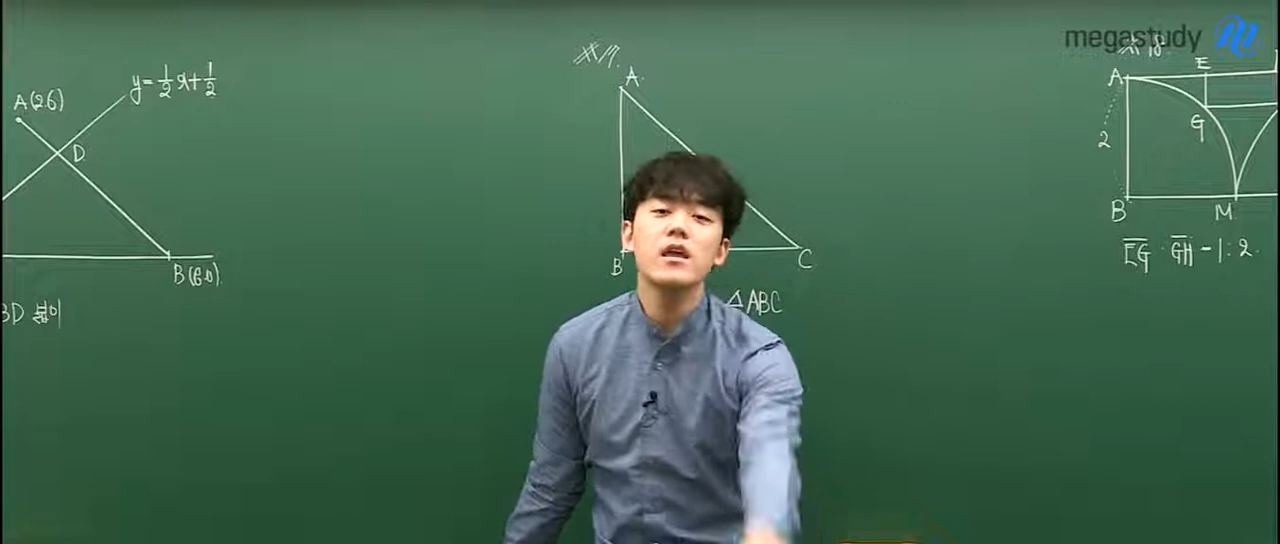 megastudy
y=1/2x+1/2
A(2.6)
D
B(6.0)
BD 넓이
※17.
A.
B
C
△ABC
※18.
A
E
2
G
B
M
EG : GH = 1:2.